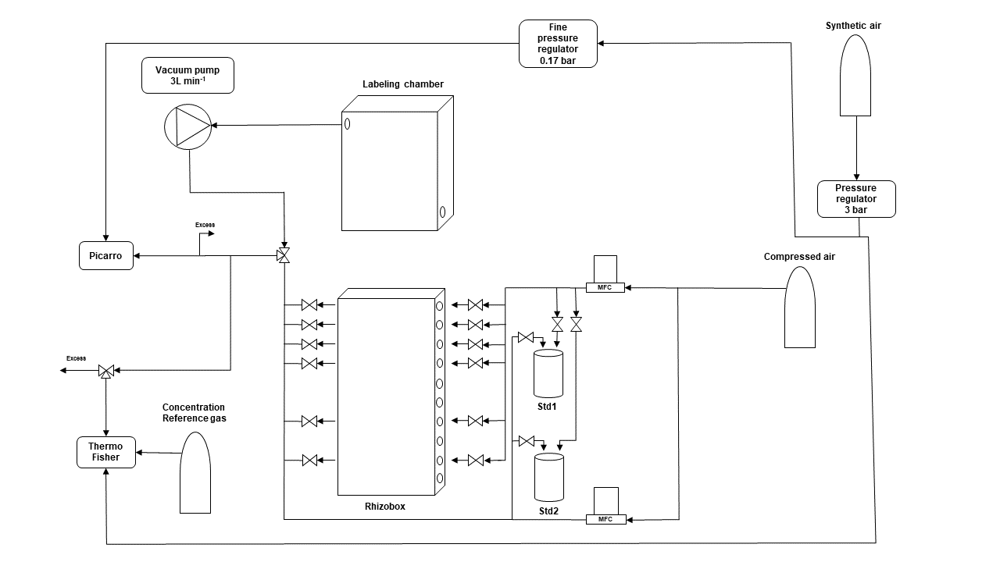 Fine
pressure
regulator
0.17 bar
Synthetic air
Vacuum pump
3L min⁻¹
Labeling chamber
Pressure
regulator
3 bar
Excess
Picarro
Compressed air
MFC
Excess
Std1
Concentration
Reference gas
Thermo
Fisher
Rhizobox
Std2
MFC